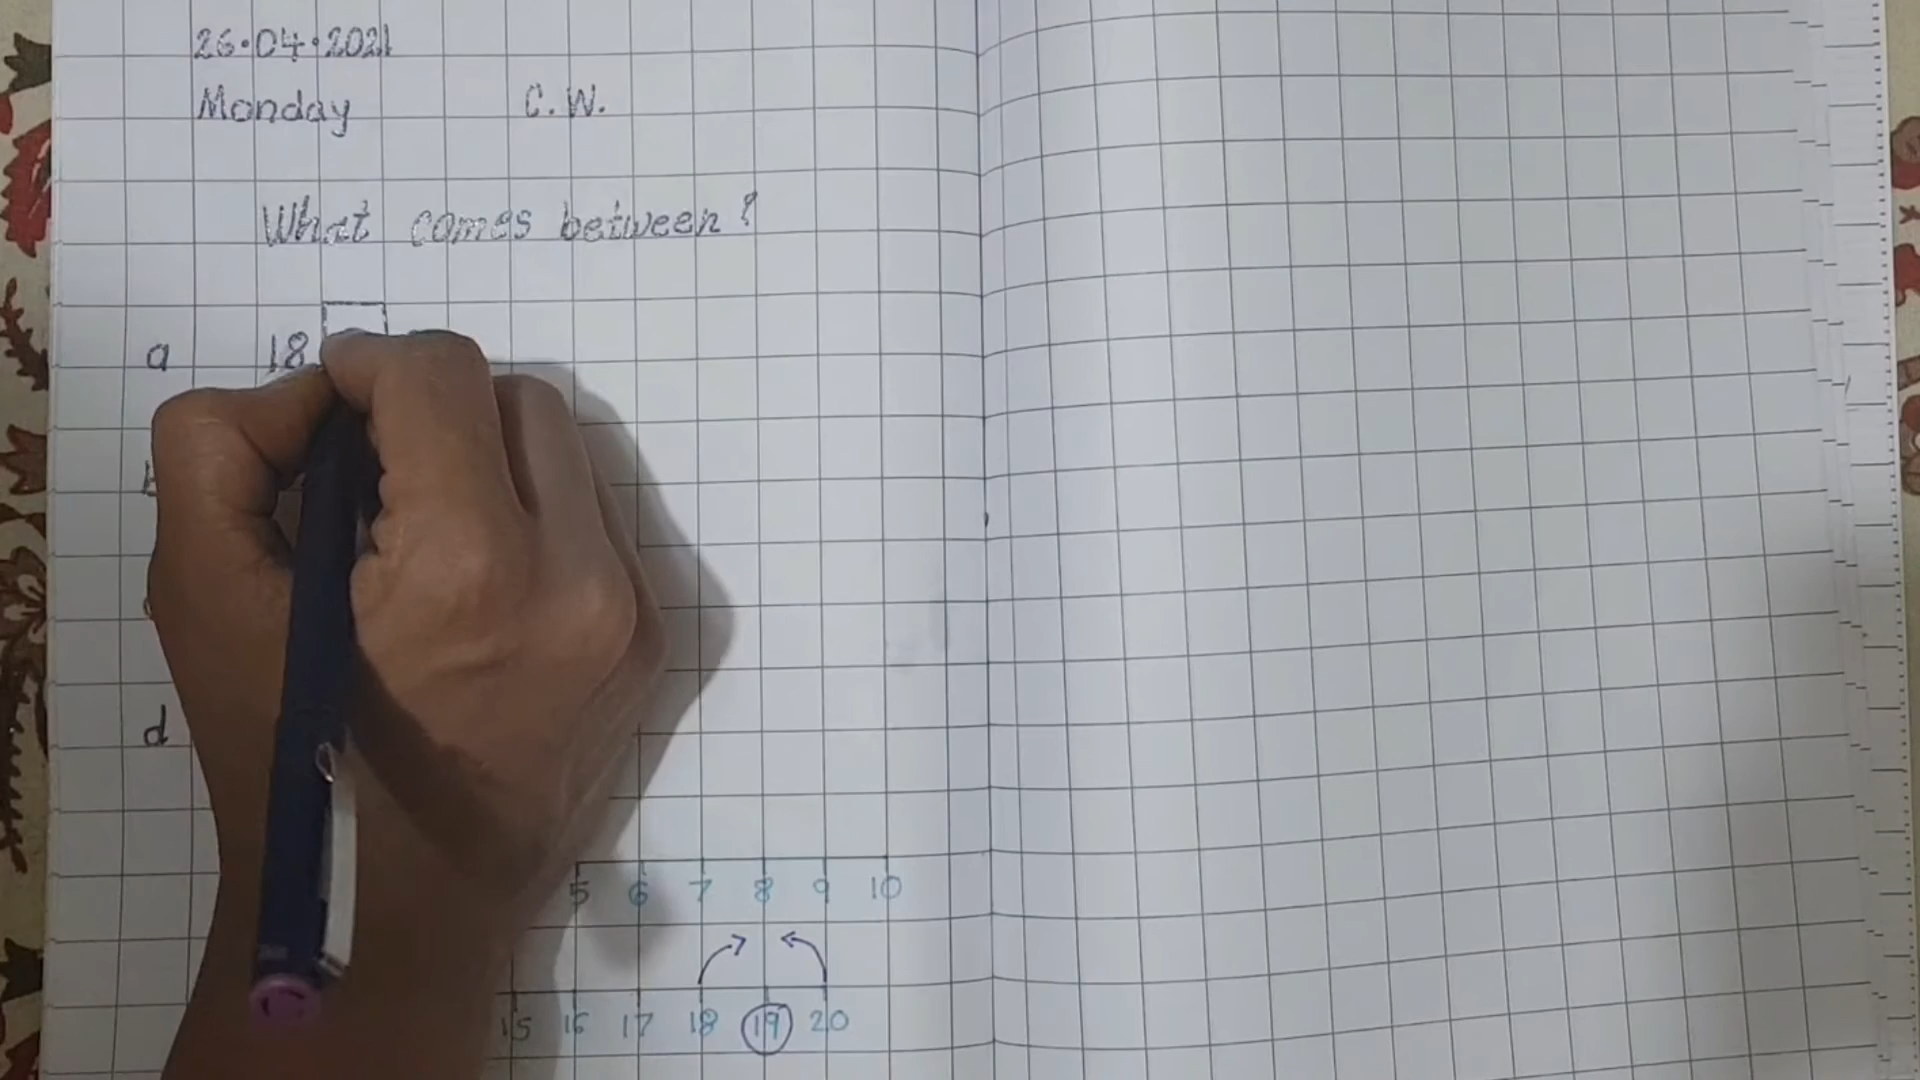 26.04.2021
Monday C.W.
What comes between?
a 18
d
5 6 7 8 9 10
15 16 17 18 19 20